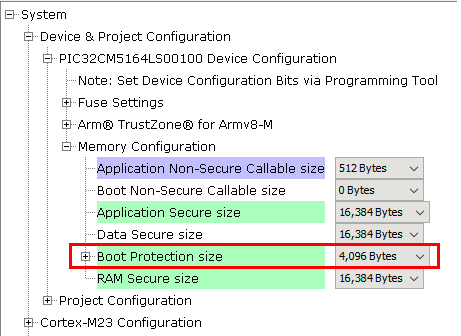 System
Device & Project Configuration
PIC32CM5164LS00100 Device Configuration
Note: Set Device Configuration Bits via Programming Tool
Fuse Settings
Arm® TrustZone® for Armv8-M
Memory Configuration
Application Non-Secure Callable size 512 Bytes
Boot Non-Secure Callable size 0 Bytes
Application Secure size 16,384 Bytes
Data Secure size 16,384 Bytes
Boot Protection size 4,096 Bytes
RAM Secure size 16,384 Bytes
Project Configuration
Cortex-M23 Configuration